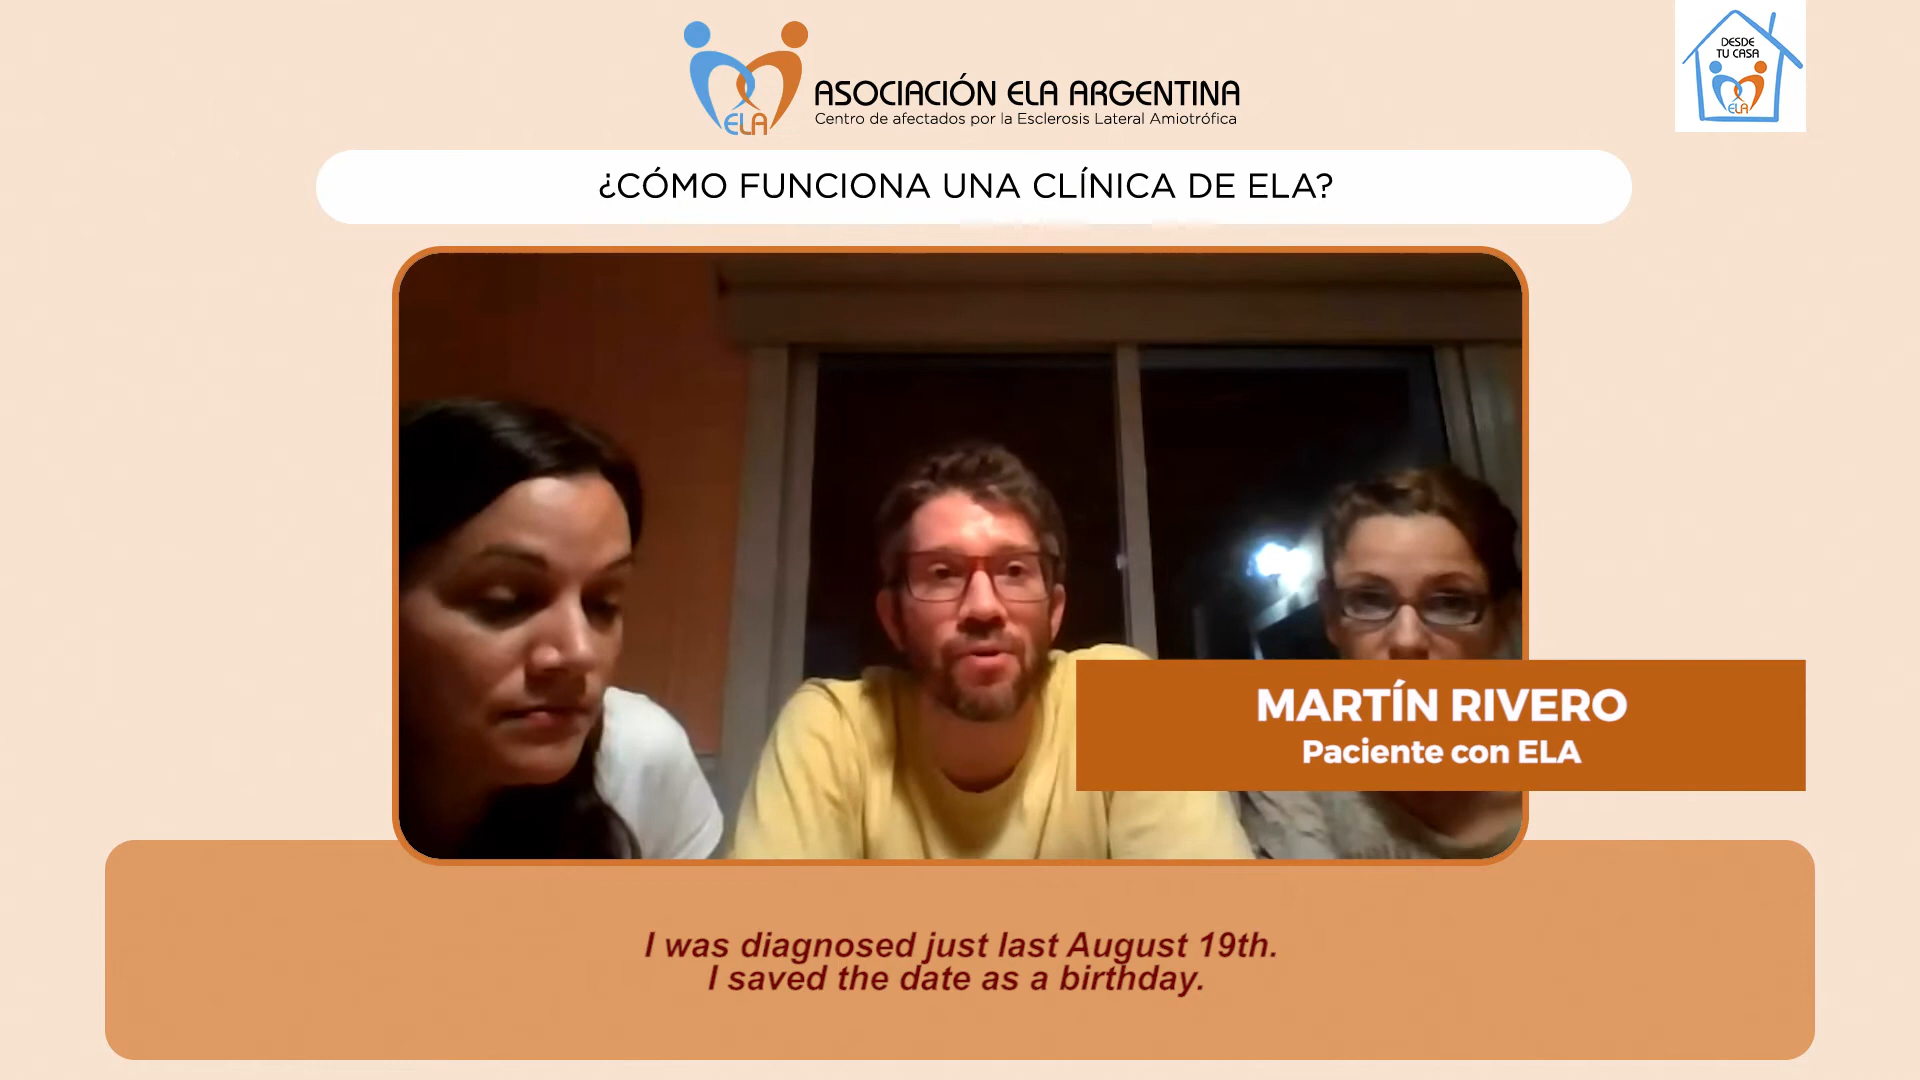 ELA
ASOCIACIÓN ELA ARGENTINA
Centro de afectados por la Esclerosis Lateral Amiotrófica
DESDE
TU CASA
ELA
¿CÓMO FUNCIONA UNA CLÍNICA DE ELA?
MARTÍN RIVERO
Paciente con ELA
I was diagnosed just last August 19th.
I saved the date as a birthday.